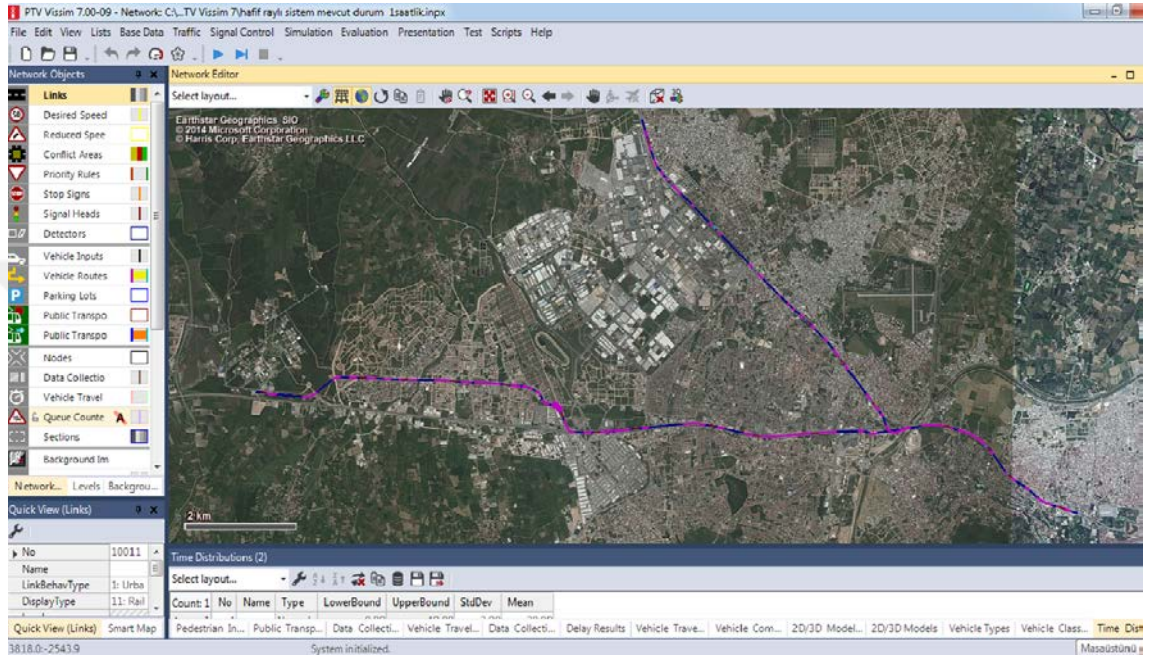 PTV Vissim 7.00-09 - Network: C:\...TV Vissim 7\hafif raylı sistem mevcut durum 1saatlik.inpx
File Edit View Lists Base Data Traffic Signal Control Simulation Evaluation Presentation Test Scripts Help
Network Objects
Network Editor
Links
Select layout...
Desired Speed
Reduced Spee
Conflict Areas
Priority Rules
Stop Signs
Signal Heads
Detectors
Vehicle Inputs
Vehicle Routes
Parking Lots
Public Transpo
Public Transpo
Nodes
Data Collectio
Vehicle Travel
Queue Counte
Sections
Background Im
Network... Levels Backgrou...
Earthstar Geographics SIO
© 2014 Microsoft Corporation
© Harris Corp, Earthstar Geographics LLC
2 km
Quick View (Links)
No 10011
Name
LinkBehavType 1: Urba
DisplayType 11: Rail
Quick View (Links) Smart Map
Time Distributions (2)
Select layout...
Count: 1 No Name Type LowerBound UpperBound StdDev Mean
Pedestrian In... Public Transp... Data Collecti... Vehicle Travel... Data Collecti... Delay Results Vehicle Trave... Vehicle Com... 2D/3D Model... 2D/3D Models Vehicle Types Vehicle Class... Time Dist
3818.0:-2543.9 System initialized. Masaüstünü